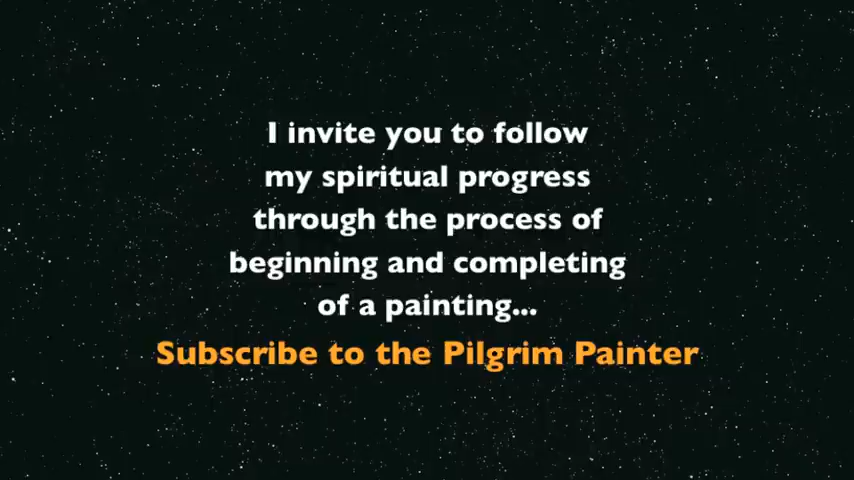 I invite you to follow
my spiritual progress
through the process of
beginning and completing
of a painting...
Subscribe to the Pilgrim Painter